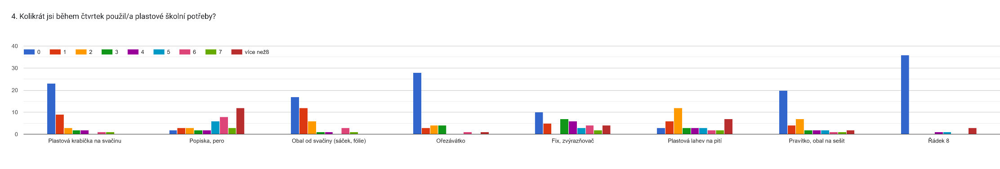 4. Kolikrát jsi během čtvrtek použil/a plastové školní potřeby?
40
0 1 2 3 4 5 6 7 více než8
30
20
10
0
Plastová krabička na svačinu Popiska, pero Obal od svačiny (sáček, fólie) Ořezávátko Fix, zvýrazňovač Plastová lahev na pití Pravítko, obal na sešit Řádek 8